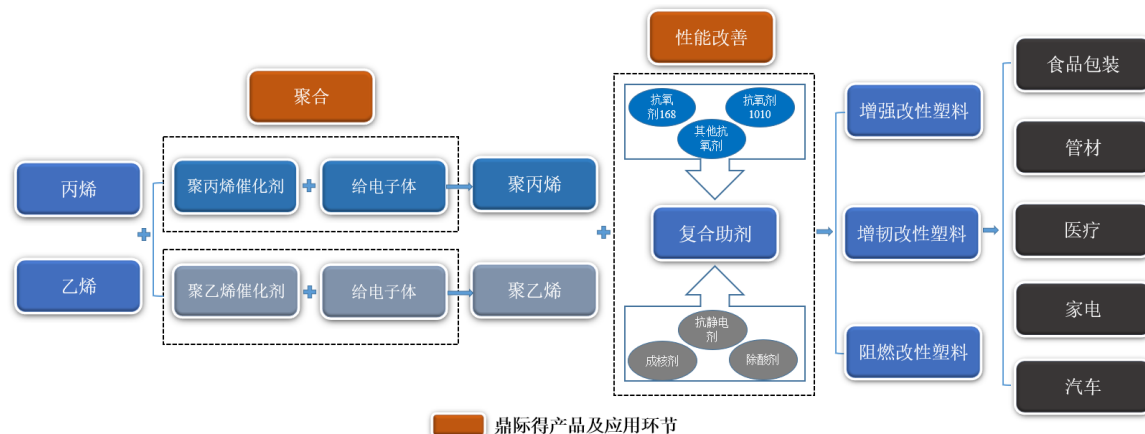 聚合
性能改善
丙烯
乙烯
聚丙烯催化剂
给电子体
聚丙烯
聚乙烯催化剂
给电子体
聚乙烯
抗氧
剂168
抗氧剂
1010
其他抗
氧剂
复合助剂
抗静电
剂
成核剂
除酸剂
增强改性塑料
增韧改性塑料
阻燃改性塑料
食品包装
管材
医疗
家电
汽车
鼎际得产品及应用环节